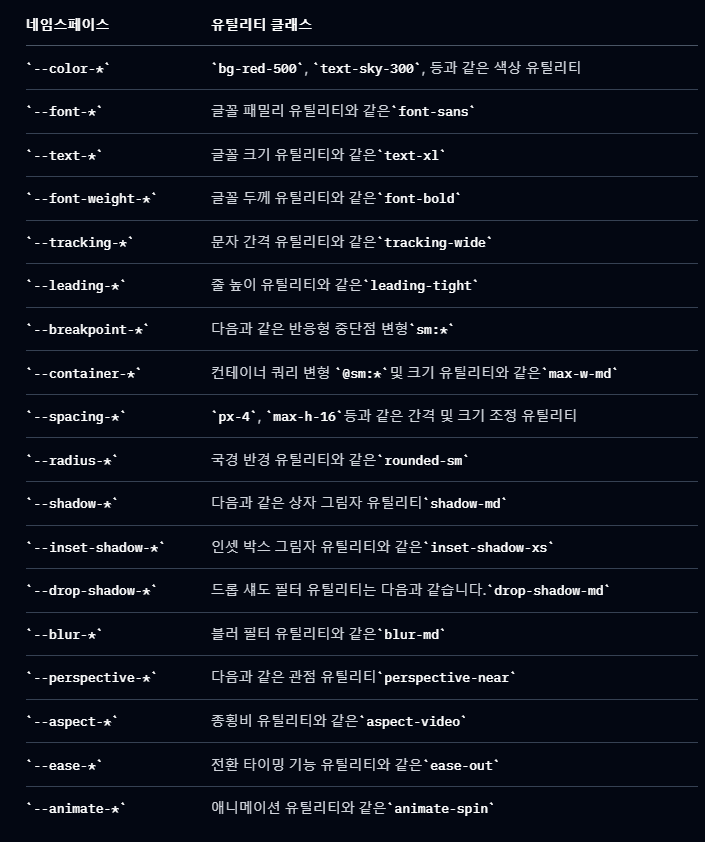 네임스페이스 유틸리티 클래스
`--color-*` `bg-red-500`, `text-sky-300`, 등과 같은 색상 유틸리티
`--font-*` 글꼴 패밀리 유틸리티와 같은`font-sans`
`--text-*` 글꼴 크기 유틸리티와 같은`text-xl`
`--font-weight-*` 글꼴 두께 유틸리티와 같은`font-bold`
`--tracking-*` 문자 간격 유틸리티와 같은`tracking-wide`
`--leading-*` 줄 높이 유틸리티와 같은`leading-tight`
`--breakpoint-*` 다음과 같은 반응형 중단점 변형`sm:*`
`--container-*` 컨테이너 쿼리 변형 `@sm:*`및 크기 유틸리티와 같은`max-w-md`
`--spacing-*` `px-4`, `max-h-16`등과 같은 간격 및 크기 조정 유틸리티
`--radius-*` 국경 반경 유틸리티와 같은`rounded-sm`
`--shadow-*` 다음과 같은 상자 그림자 유틸리티`shadow-md`
`--inset-shadow-*` 인셋 박스 그림자 유틸리티와 같은`inset-shadow-xs`
`--drop-shadow-*` 드롭 섀도 필터 유틸리티는 다음과 같습니다.`drop-shadow-md`
`--blur-*` 블러 필터 유틸리티와 같은`blur-md`
`--perspective-*` 다음과 같은 관점 유틸리티`perspective-near`
`--aspect-*` 종횡비 유틸리티와 같은`aspect-video`
`--ease-*` 전환 타이밍 기능 유틸리티와 같은`ease-out`
`--animate-*` 애니메이션 유틸리티와 같은`animate-spin`